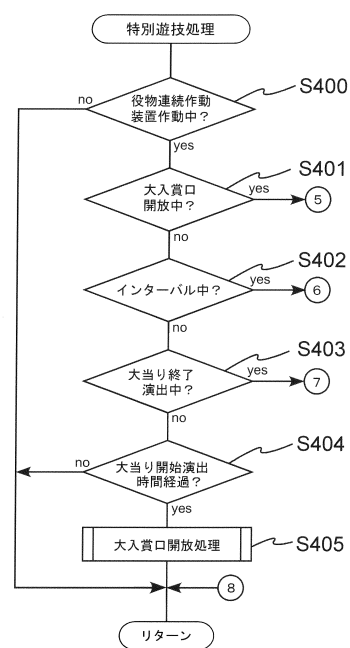 特別遊技処理
S400
no
役物連続作動
装置作動中？
yes
S401
大入賞口
開放中？
yes
5
no
S402
インターバル中？
yes
6
no
S403
大当り終了
演出中？
yes
7
no
S404
no
大当り開始演出
時間経過？
yes
大入賞口開放処理
S405
8
リターン